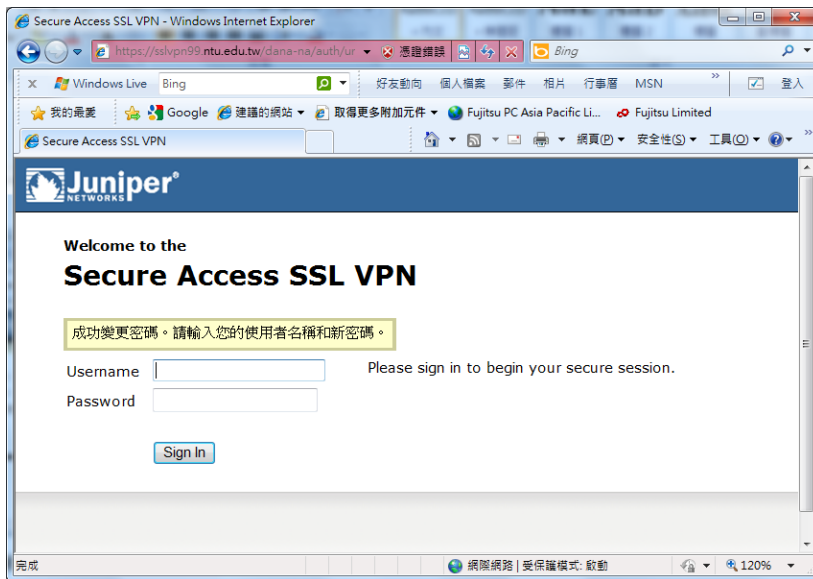 Secure Access SSL VPN - Windows Internet Explorer
https://sslvpn99.ntu.edu.tw/dana-na/auth/ur 憑證錯誤 Bing
x Windows Live Bing 好友動向 個人檔案 郵件 相片 行事曆 MSN » 登入
我的最愛 Google 建議的網站 取得更多附加元件 Fujitsu PC Asia Pacific Li... Fujitsu Limited
Secure Access SSL VPN 網頁(P) 安全性(S) 工具(O) »
Juniper®
NETWORKS
Welcome to the
Secure Access SSL VPN
成功變更密碼。請輸入您的使用者名稱和新密碼。
Username Please sign in to begin your secure session.
Password
Sign In
完成 網際網路 | 受保護模式: 啟動 120%